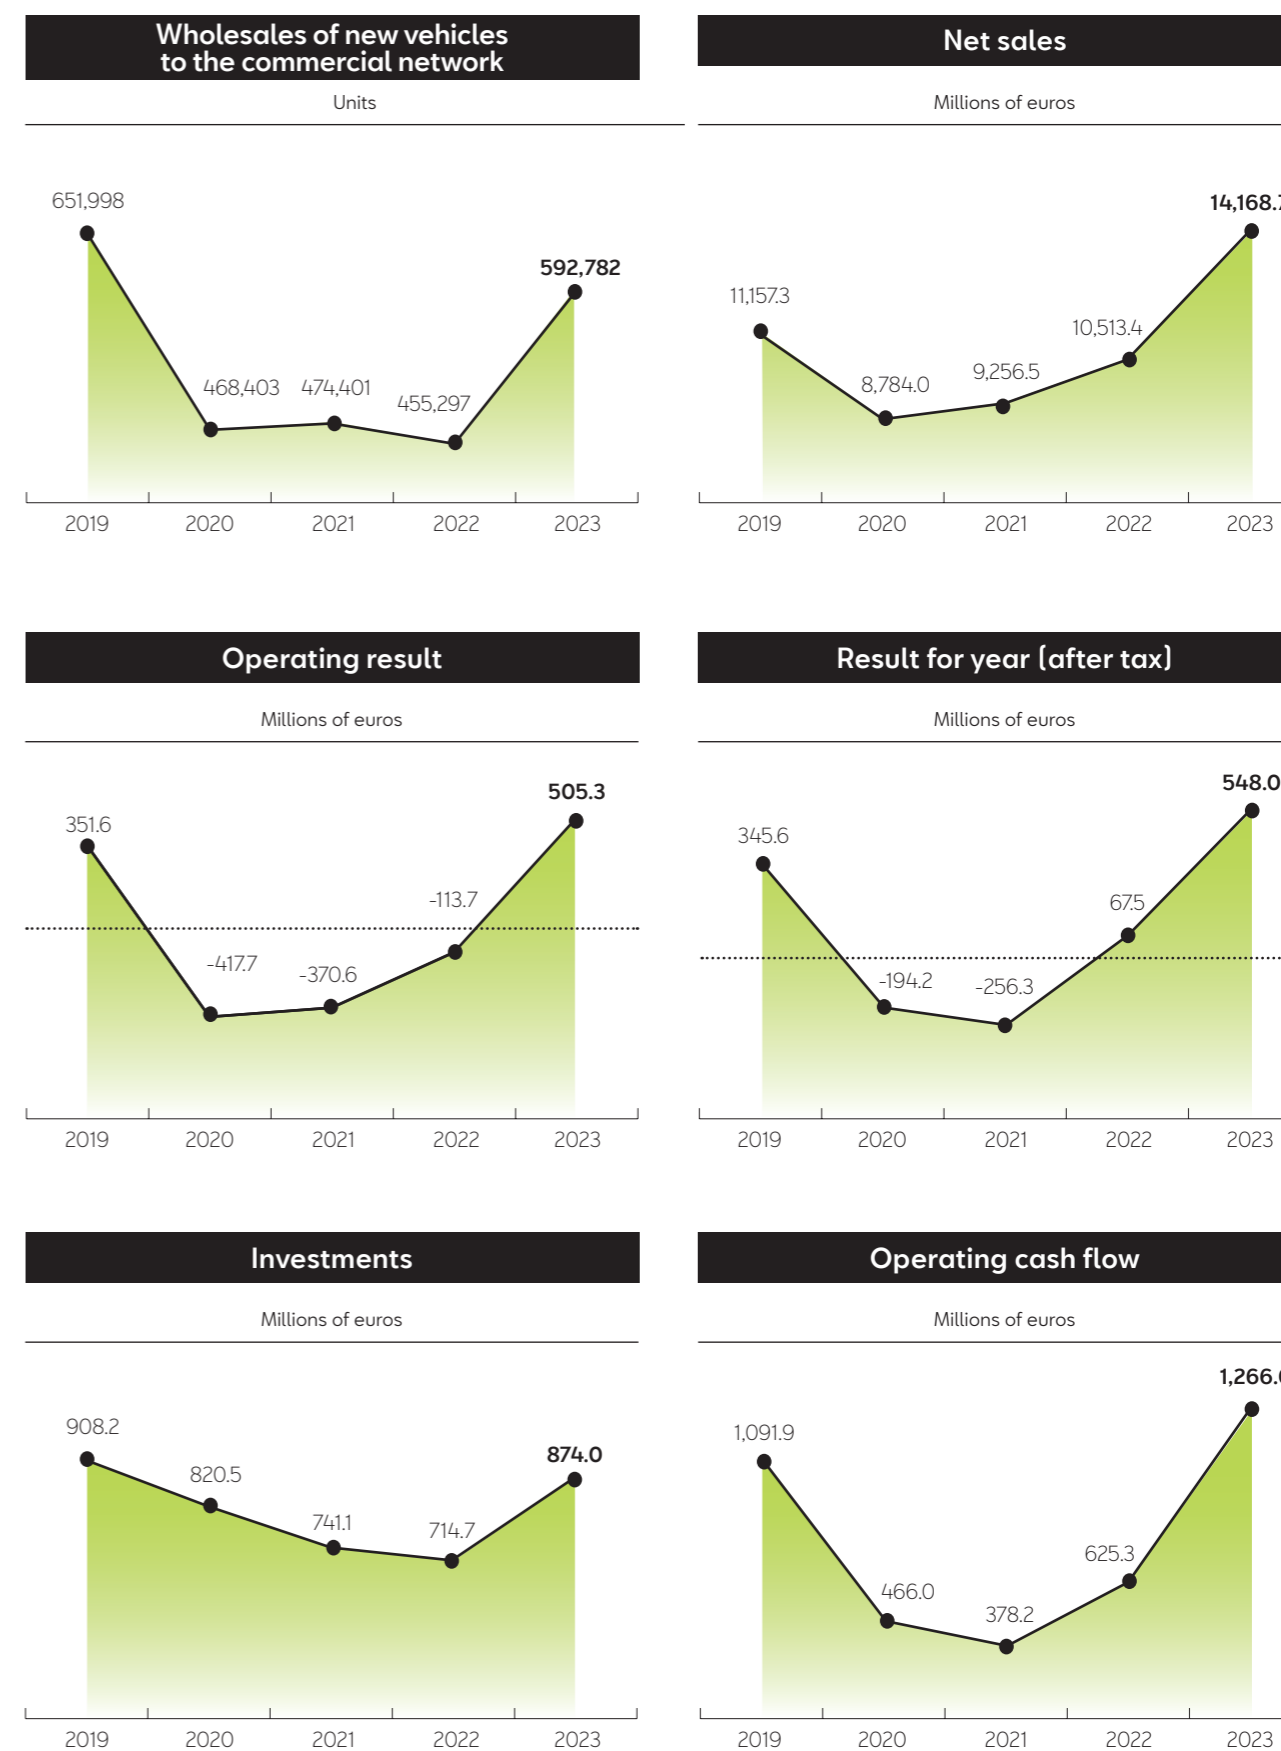 Wholesales of new vehicles
to the commercial network
Units
651,998
468,403
474,401
455,297
592,782
2019 2020 2021 2022 2023
Net sales
Millions of euros
11,157.3
8,784.0
9,256.5
10,513.4
14,168.7
2019 2020 2021 2022 2023
Operating result
Millions of euros
351.6
-417.7
-370.6
-113.7
505.3
2019 2020 2021 2022 2023
Result for year (after tax)
Millions of euros
345.6
-194.2
-256.3
67.5
548.0
2019 2020 2021 2022 2023
Investments
Millions of euros
908.2
820.5
741.1
714.7
874.0
2019 2020 2021 2022 2023
Operating cash flow
Millions of euros
1,091.9
466.0
378.2
625.3
2019 2020 2021 2022 2023